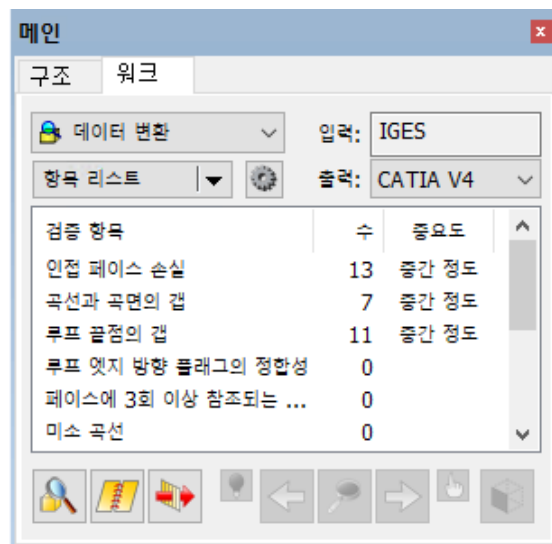 메인
구조 워크
데이터 변환 입력: IGES
항목 리스트 출력: CATIA V4
검증 항목 수 중요도
인접 페이스 손실 13 중간 정도
곡선과 곡면의 갭 7 중간 정도
루프 끝점의 갭 11 중간 정도
루프 엣지 방향 플래그의 정합성 0
페이스에 3회 이상 참조되는 ... 0
미소 곡선 0